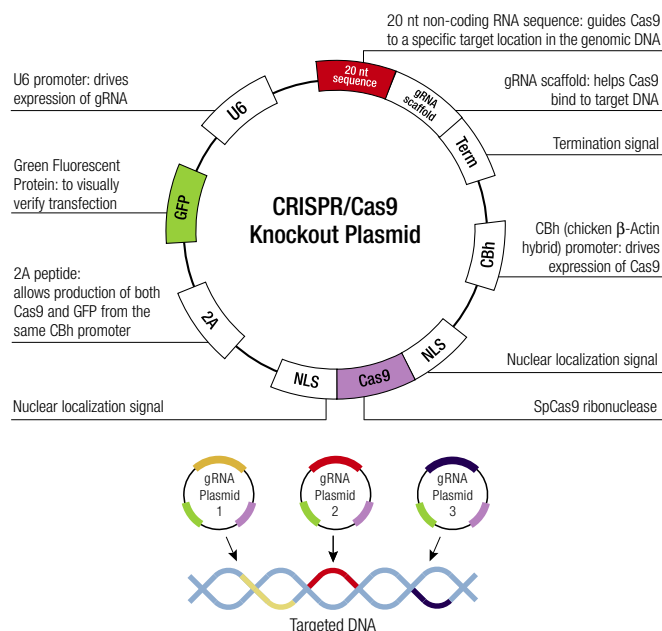 20 nt non-coding RNA sequence: guides Cas9
to a specific target location in the genomic DNA
U6 promoter: drives
expression of gRNA
20 nt
sequence
gRNA
scaffold
gRNA scaffold: helps Cas9
bind to target DNA
U6
Term
Termination signal
Green Fluorescent
Protein: to visually
verify transfection
GFP
CRISPR/Cas9
Knockout Plasmid
CBh
CBh (chicken β-Actin
hybrid) promoter: drives
expression of Cas9
2A peptide:
allows production of both
Cas9 and GFP from the
same CBh promoter
2A
NLS
Cas9
NLS
Nuclear localization signal
Nuclear localization signal
SpCas9 ribonuclease
gRNA
Plasmid
1
gRNA
Plasmid
2
gRNA
Plasmid
3
Targeted DNA